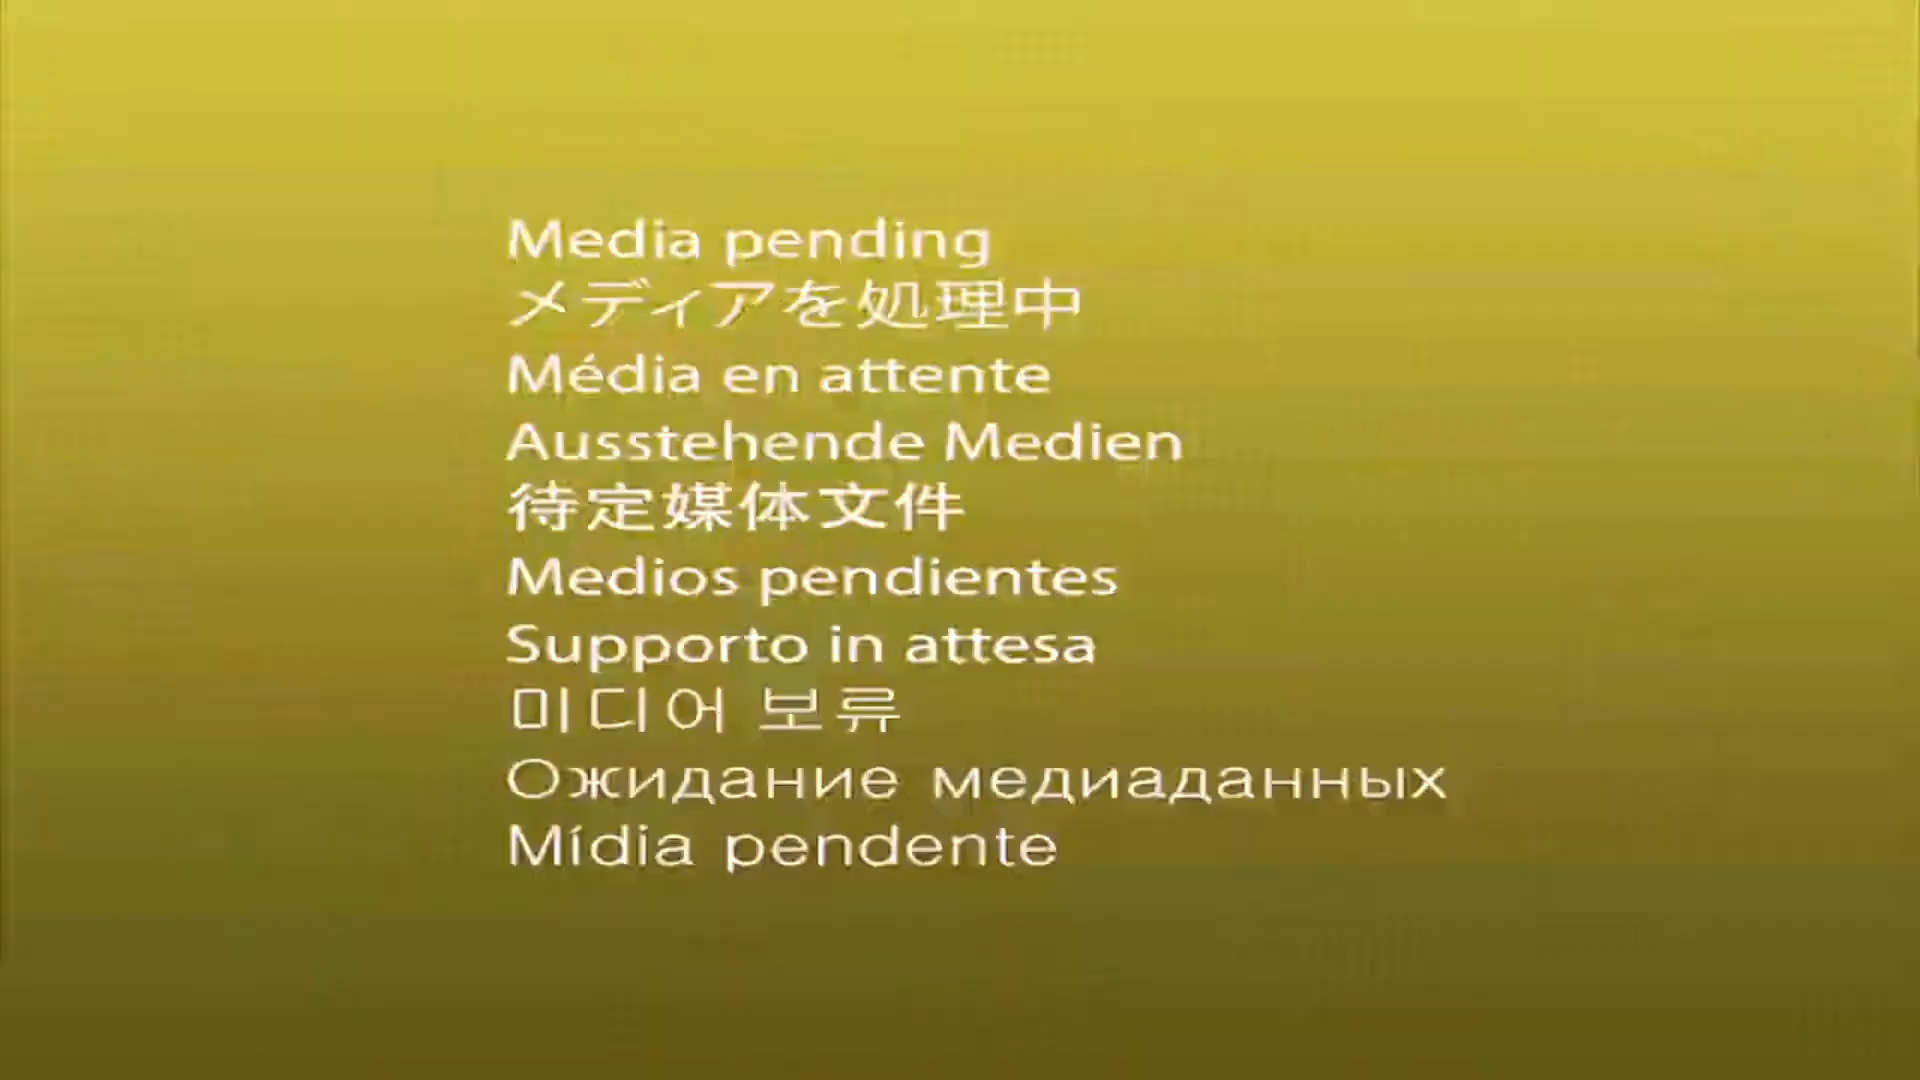 Media pending
メディアを処理中
Média en attente
Ausstehende Medien
待定媒体文件
Medios pendientes
Supporto in attesa
미디어 보류
Ожидание медиаданных
Mídia pendente